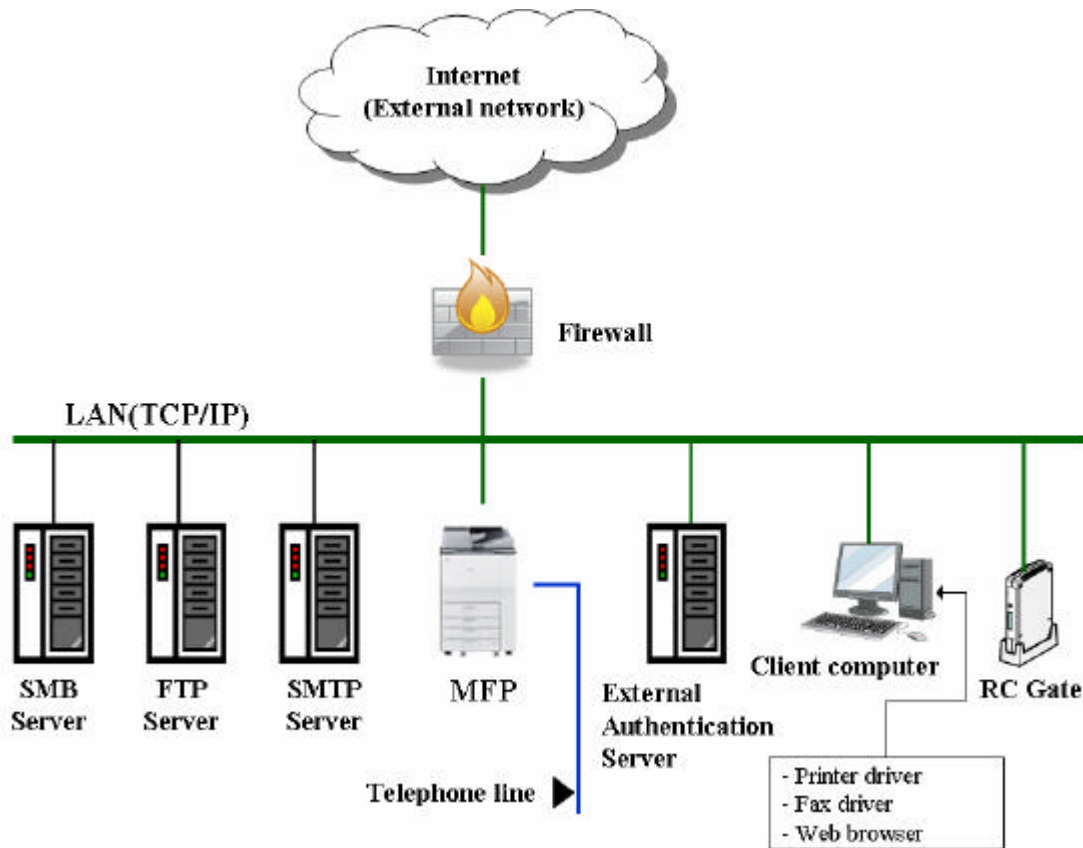 Internet
(External network)
Firewall
LAN(TCP/IP)
SMB
Server
FTP
Server
SMTP
Server
MFP
External
Authentication
Server
Client computer
RC Gate
Telephone line
- Printer driver
- Fax driver
- Web browser